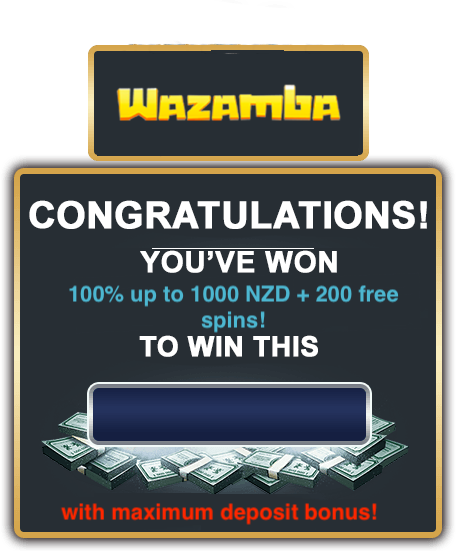 Wazamba
CONGRATULATIONS!
YOU'VE WON
100% up to 1000 NZD + 200 free
spins!
TO WIN THIS
with maximum deposit bonus!